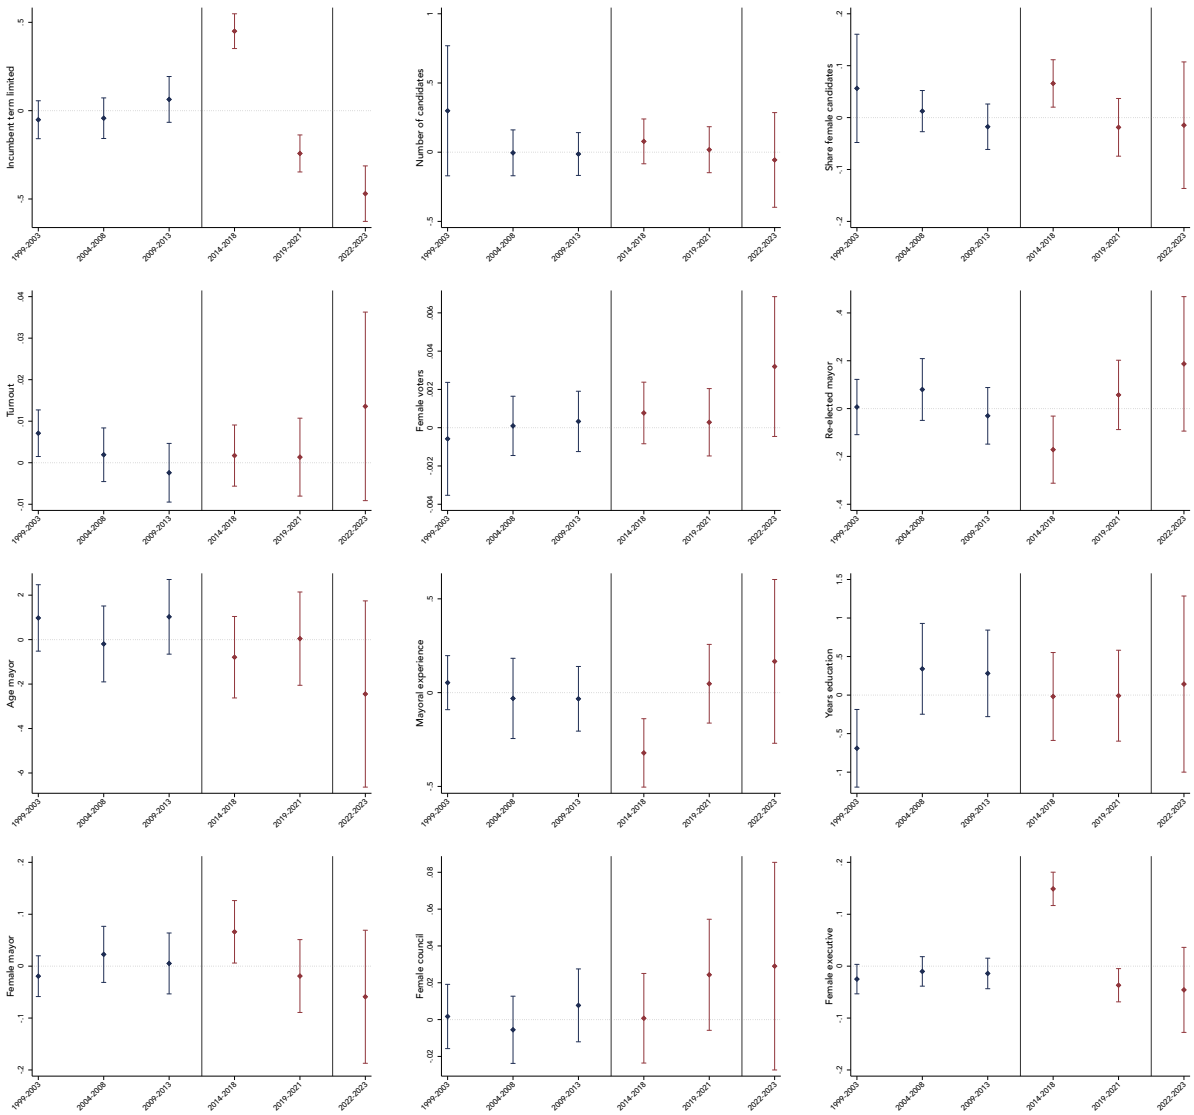 Incumbent term limited
-.5 0 .5
1999-2003 2004-2008 2009-2013 2014-2018 2019-2021 2022-2023
Number of candidates
-.5 0 .5 1
1999-2003 2004-2008 2009-2013 2014-2018 2019-2021 2022-2023
Share female candidates
-.2 -.1 0 .1 .2
1999-2003 2004-2008 2009-2013 2014-2018 2019-2021 2022-2023
Turnout
-.01 0 .01 .02 .03 .04
1999-2003 2004-2008 2009-2013 2014-2018 2019-2021 2022-2023
Female voters
-.004 -.002 0 .002 .004 .006
1999-2003 2004-2008 2009-2013 2014-2018 2019-2021 2022-2023
Re-elected mayor
-.4 -.2 0 .2 .4
1999-2003 2004-2008 2009-2013 2014-2018 2019-2021 2022-2023
Age mayor
-6 -4 -2 0 2
1999-2003 2004-2008 2009-2013 2014-2018 2019-2021 2022-2023
Mayoral experience
-.5 0 .5
1999-2003 2004-2008 2009-2013 2014-2018 2019-2021 2022-2023
Years education
-1 -.5 0 .5 1 1.5
1999-2003 2004-2008 2009-2013 2014-2018 2019-2021 2022-2023
Female mayor
-.2 -.1 0 .1 .2
1999-2003 2004-2008 2009-2013 2014-2018 2019-2021 2022-2023
Female council
-.02 0 .02 .04 .06 .08
1999-2003 2004-2008 2009-2013 2014-2018 2019-2021 2022-2023
Female executive
-.2 -.1 0 .1 .2
1999-2003 2004-2008 2009-2013 2014-2018 2019-2021 2022-2023